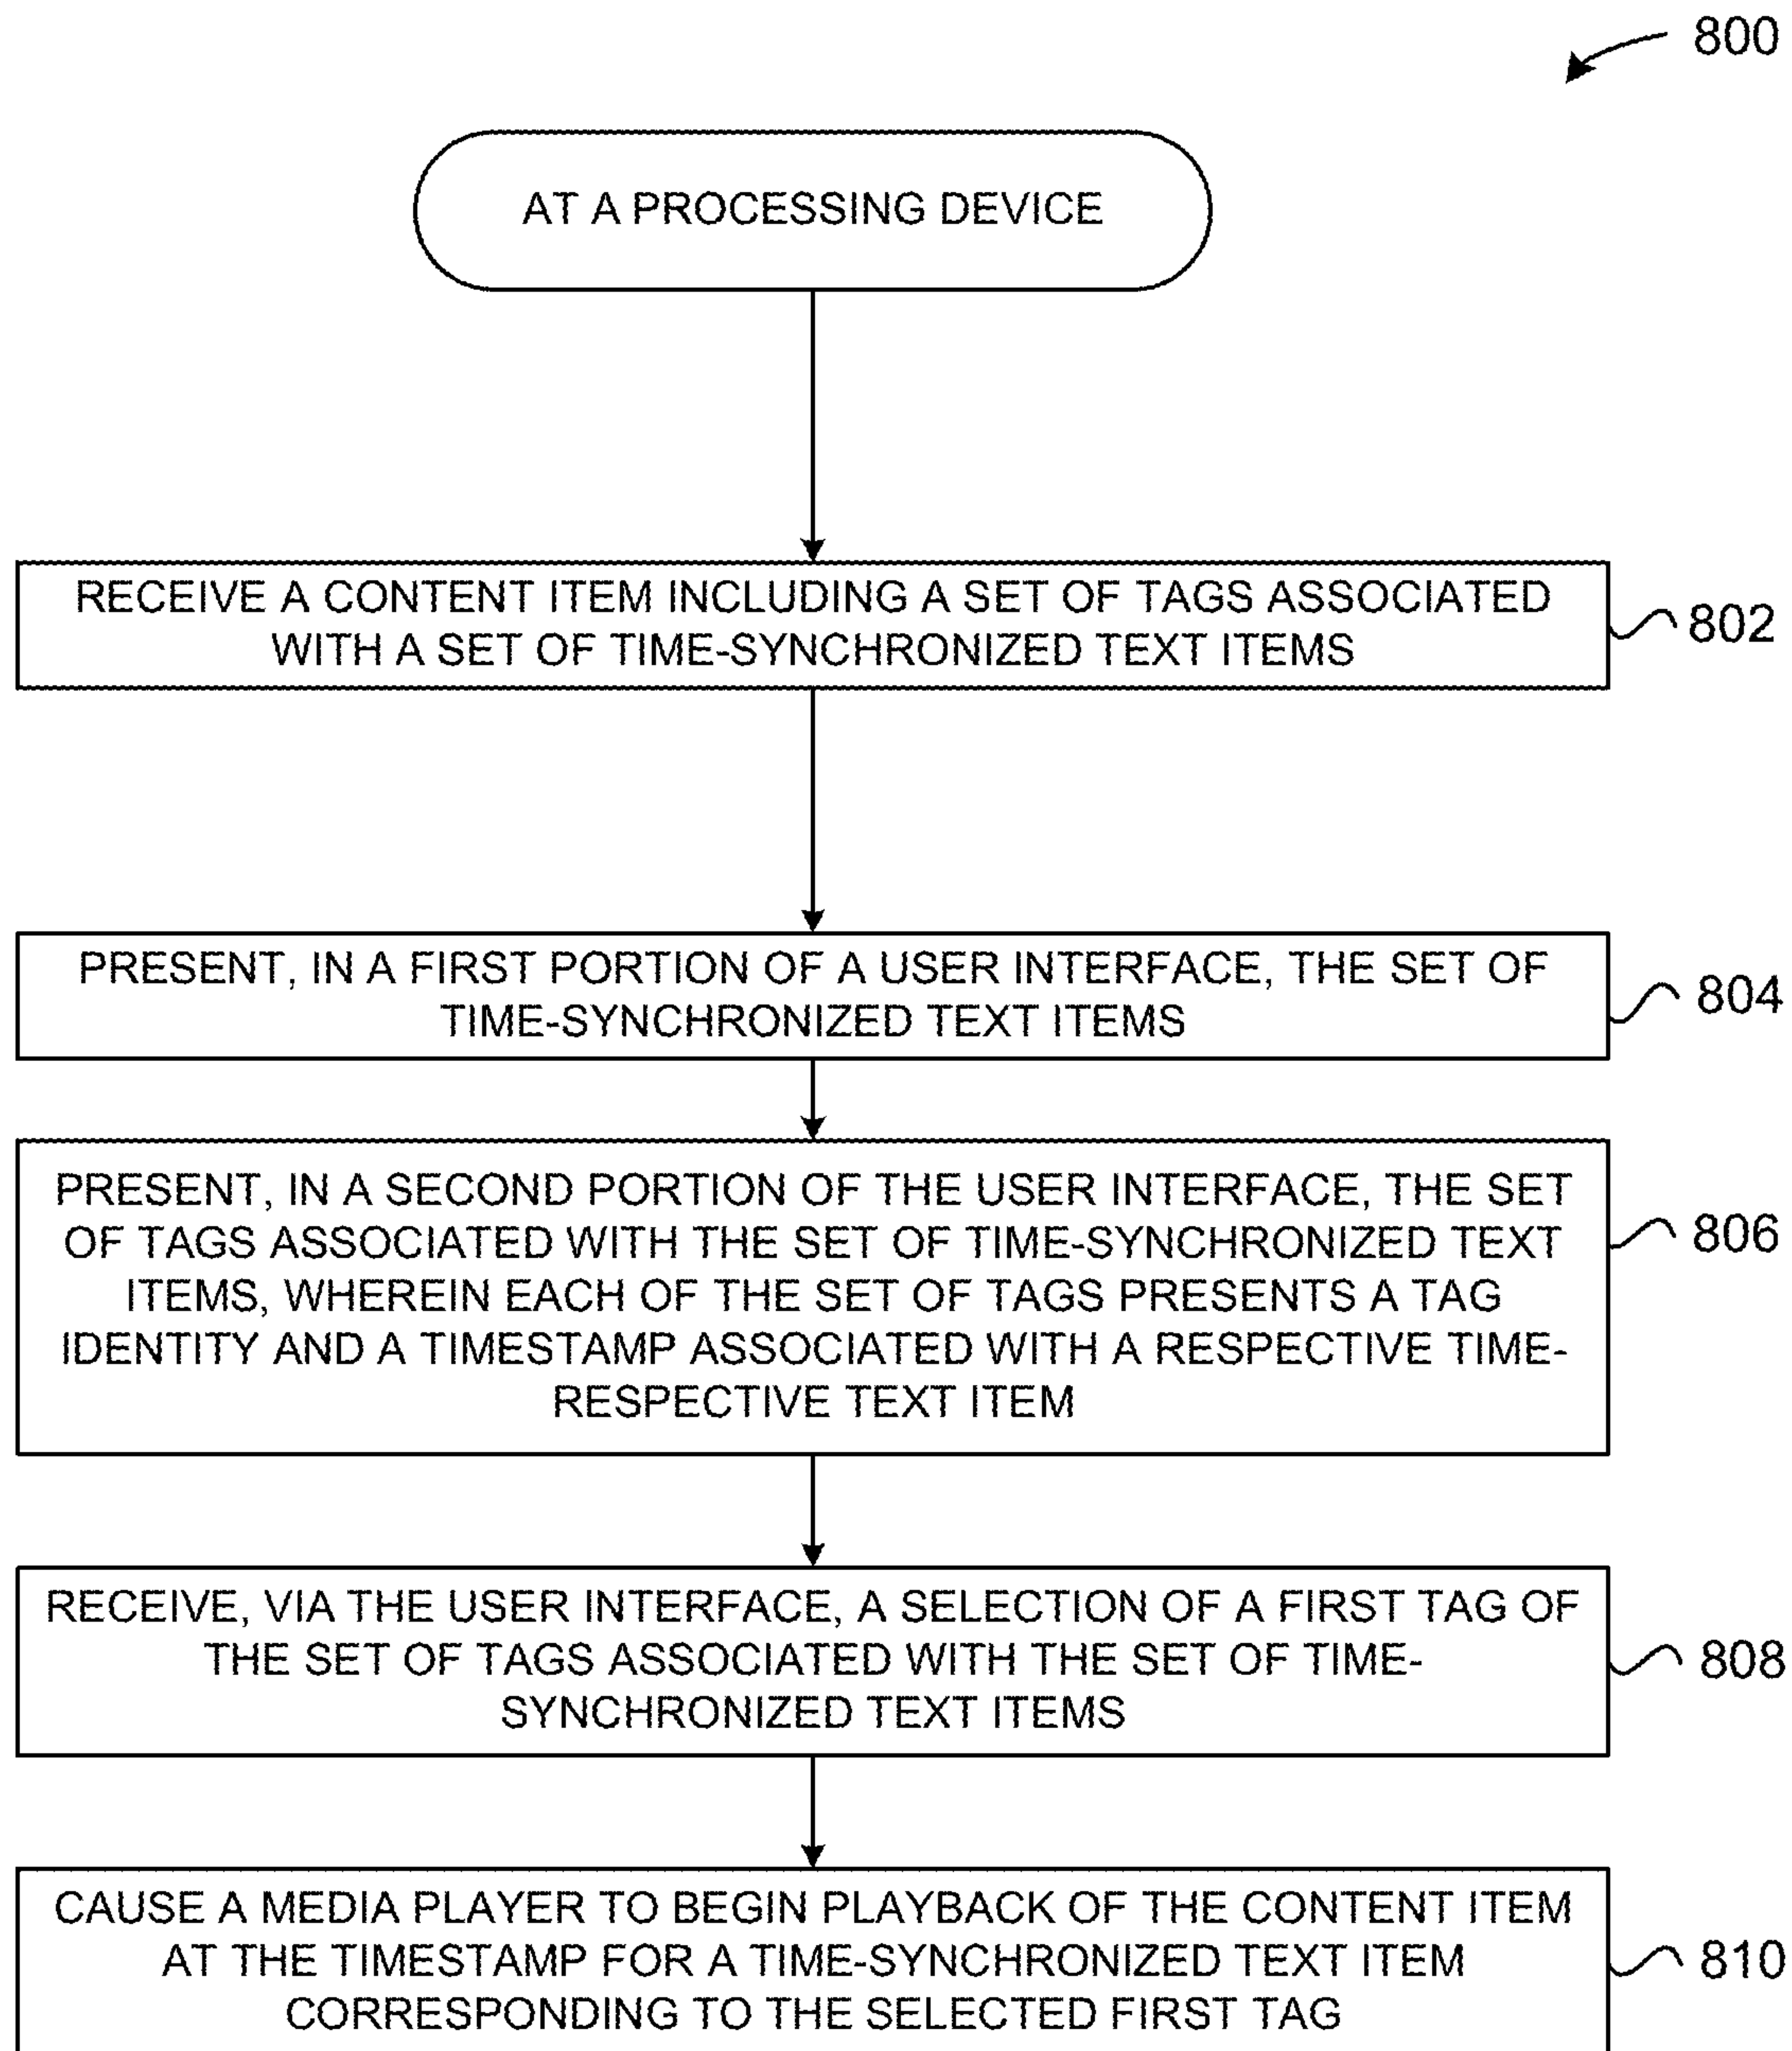 800
AT A PROCESSING DEVICE
RECEIVE A CONTENT ITEM INCLUDING A SET OF TAGS ASSOCIATED
WITH A SET OF TIME-SYNCHRONIZED TEXT ITEMS
802
PRESENT, IN A FIRST PORTION OF A USER INTERFACE, THE SET OF
TIME-SYNCHRONIZED TEXT ITEMS
804
PRESENT, IN A SECOND PORTION OF THE USER INTERFACE, THE SET
OF TAGS ASSOCIATED WITH THE SET OF TIME-SYNCHRONIZED TEXT
ITEMS, WHEREIN EACH OF THE SET OF TAGS PRESENTS A TAG
IDENTITY AND A TIMESTAMP ASSOCIATED WITH A RESPECTIVE TIME-
RESPECTIVE TEXT ITEM
806
RECEIVE, VIA THE USER INTERFACE, A SELECTION OF A FIRST TAG OF
THE SET OF TAGS ASSOCIATED WITH THE SET OF TIME-
SYNCHRONIZED TEXT ITEMS
808
CAUSE A MEDIA PLAYER TO BEGIN PLAYBACK OF THE CONTENT ITEM
AT THE TIMESTAMP FOR A TIME-SYNCHRONIZED TEXT ITEM
CORRESPONDING TO THE SELECTED FIRST TAG
810